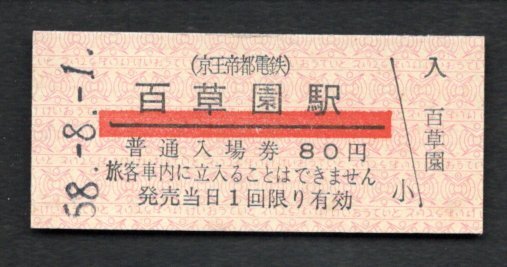 58.-8.-1.
(京王帝都電鉄)
百草園駅
普通入場券 80円
旅客車内に立入ることはできません
発売当日1回限り有効
入
百草園
小